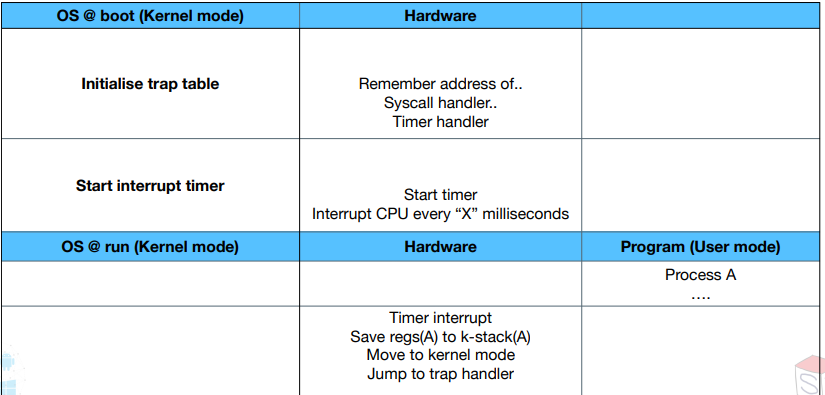 OS @ boot (Kernel mode) Hardware
Initialise trap table
Remember address of..
Syscall handler..
Timer handler
Start interrupt timer
Start timer
Interrupt CPU every “X” milliseconds
OS @ run (Kernel mode) Hardware Program (User mode)
Process A
....
Timer interrupt
Save regs(A) to k-stack(A)
Move to kernel mode
Jump to trap handler
S